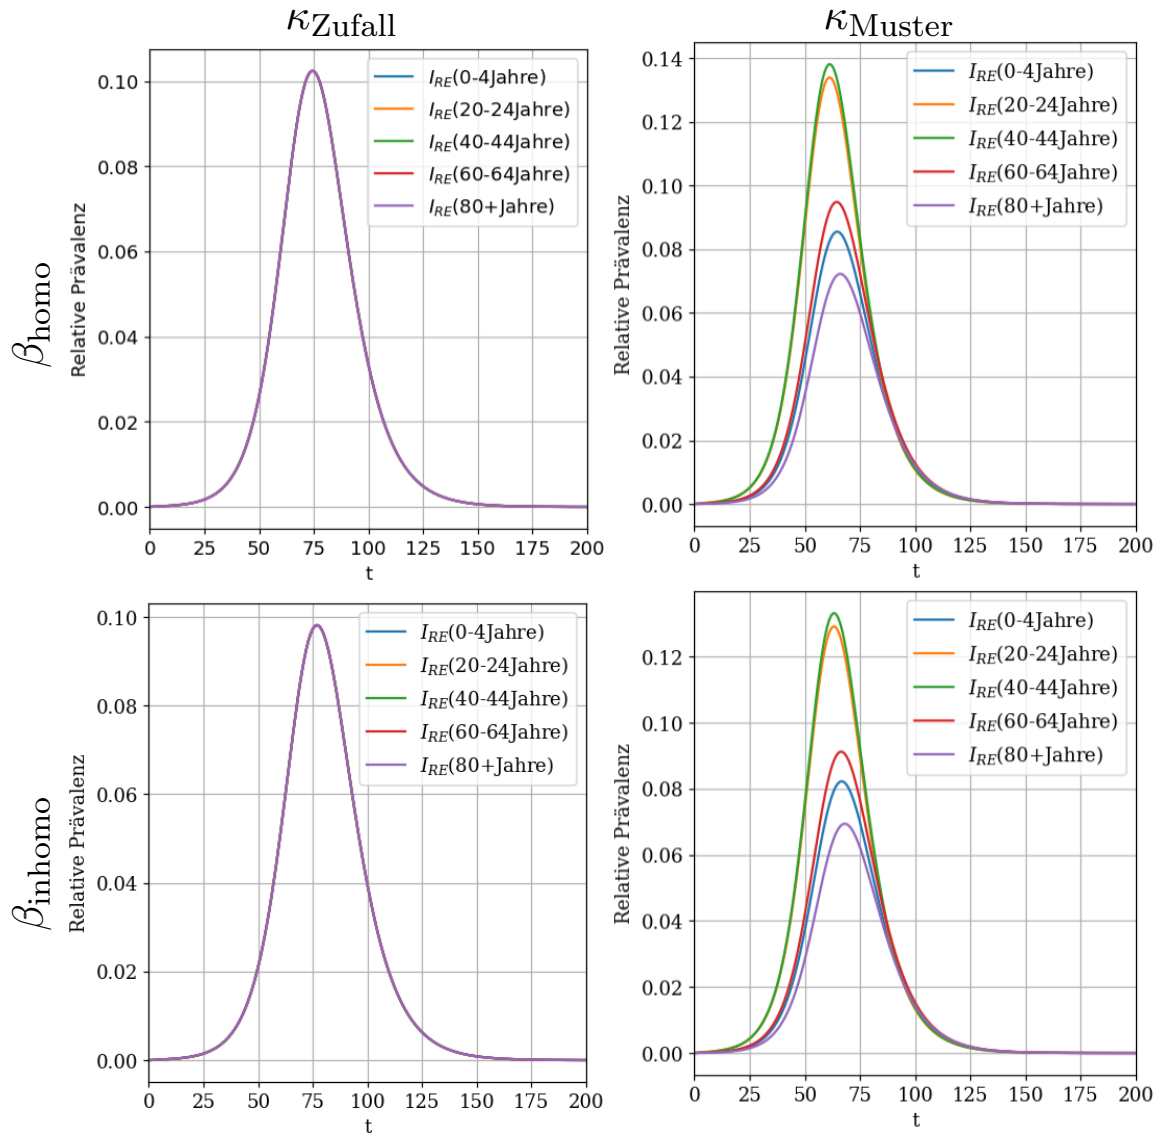 κZufall
κMuster
βhomo
Relative Prävalenz
0.10
0.08
0.06
0.04
0.02
0.00
0 25 50 75 100 125 150 175 200
t
I_RE(0-4Jahre)
I_RE(20-24Jahre)
I_RE(40-44Jahre)
I_RE(60-64Jahre)
I_RE(80+Jahre)
Relative Prävalenz
0.14
0.12
0.10
0.08
0.06
0.04
0.02
0.00
0 25 50 75 100 125 150 175 200
t
I_RE(0-4Jahre)
I_RE(20-24Jahre)
I_RE(40-44Jahre)
I_RE(60-64Jahre)
I_RE(80+Jahre)
βinhomo
Relative Prävalenz
0.10
0.08
0.06
0.04
0.02
0.00
0 25 50 75 100 125 150 175 200
t
I_RE(0-4Jahre)
I_RE(20-24Jahre)
I_RE(40-44Jahre)
I_RE(60-64Jahre)
I_RE(80+Jahre)
Relative Prävalenz
0.12
0.10
0.08
0.06
0.04
0.02
0.00
0 25 50 75 100 125 150 175 200
t
I_RE(0-4Jahre)
I_RE(20-24Jahre)
I_RE(40-44Jahre)
I_RE(60-64Jahre)
I_RE(80+Jahre)